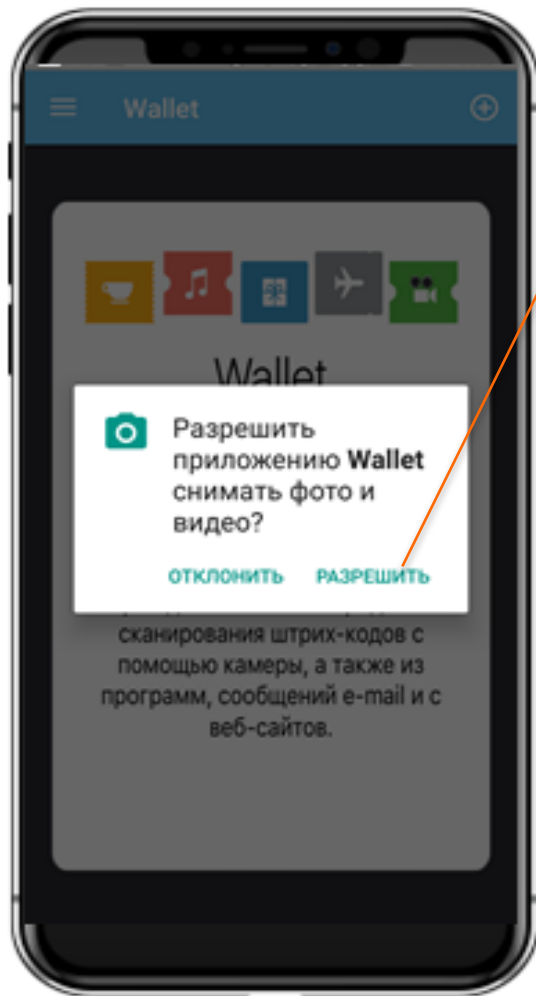 Wallet
Wallet
Разрешить
приложению Wallet
снимать фото и
видео?
ОТКЛОНИТЬ РАЗРЕШИТЬ
сканирования штрих-кодов с
помощью камеры, а также из
программ, сообщений e-mail и с
веб-сайтов.